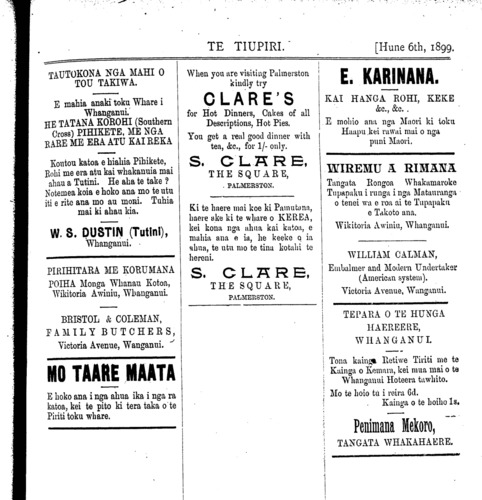 TE TIUPIRI.
[Hune 6th, 1899.
TAUTOKONA NGA MAHI O
TOU TAKIWA.
E mahia anaki toku Whare i
Whanganui.
HE TATANA KOROHI (Southern
Cross) PIHIKETE, ME NGA
RARE ME ERA ATU KAI REKA
Koutou katoa e hiahia Pihikete,
Rohi me era atu kai whakanuia mai
ahau a Tutini. He aha te take?
Notemea koia e hoko ana mo te utu
iti e rite ana mo au moni. Tuhia
mai ki ahau kia.
W. S. DUSTIN (Tutini),
Whanganui.
PIRIHITARA ME KORUMANA
POIHA Monga Whanau Kotoa,
Wikitoria Awiniu, Wbanganui.
BRISTOL & COLEMAN,
FAMILY BUTCHERS,
Victoria Avenue, Wanganui.
MO TAARE MAATA
E hoko ana i nga ahua ika i nga ra
katoa, kei te pito ki tera taka o te
Piriti toku whare.
When you are visiting Palmerston
kindly try
CLARE'S
for Hot Dinners, Cakes of all
Descriptions, Hot Pies.
You get a real good dinner with
tea, &c., for 1/- only.
S. CLARE,
THE SQUARE,
PALMERSTON.
Ki te haere mai koe ki Pamutona,
haere ake ki te whare o KEREA,
kei kona nga ahua kai katoa, e
mahia ana e ia, he keeke o ia
ahua, te utu mo te tina kotahi te
hereni.
S. CLARE,
THE SQUARE,
PALMERSTON.
E. KARINANA.
KAI HANGA ROHI, KEKE
&c., &c.
E mohio ana nga Maori ki toku
Haapu kei rawai mai o nga
puni Maori.
WIREMU A RIMANA
Tangata Rongoa Whakamaroke
Tupapaku i runga i nga Matauranga
o tenei wa e roa ai te Tupapaku
e Takoto ana.
Wikitoria Awiniu, Whanganui.
WILLIAM CALMAN,
Embalmer and Modern Undertaker
(American system).
Victoria Avenue, Wanganui.
TEPARA O TE HUNGA
HAEREERE,
WHANGANUI.
Tona kainga Retiwe Tiriti me te
Kainga o Kemara, kei mua mai o te
Whanganui Hoteera tawhito.
Mo te hoio tu i reira 6d.
Kainga o te hoiho 1s.
Penimana Mekoro,
TANGATA WHAKAHAERE.